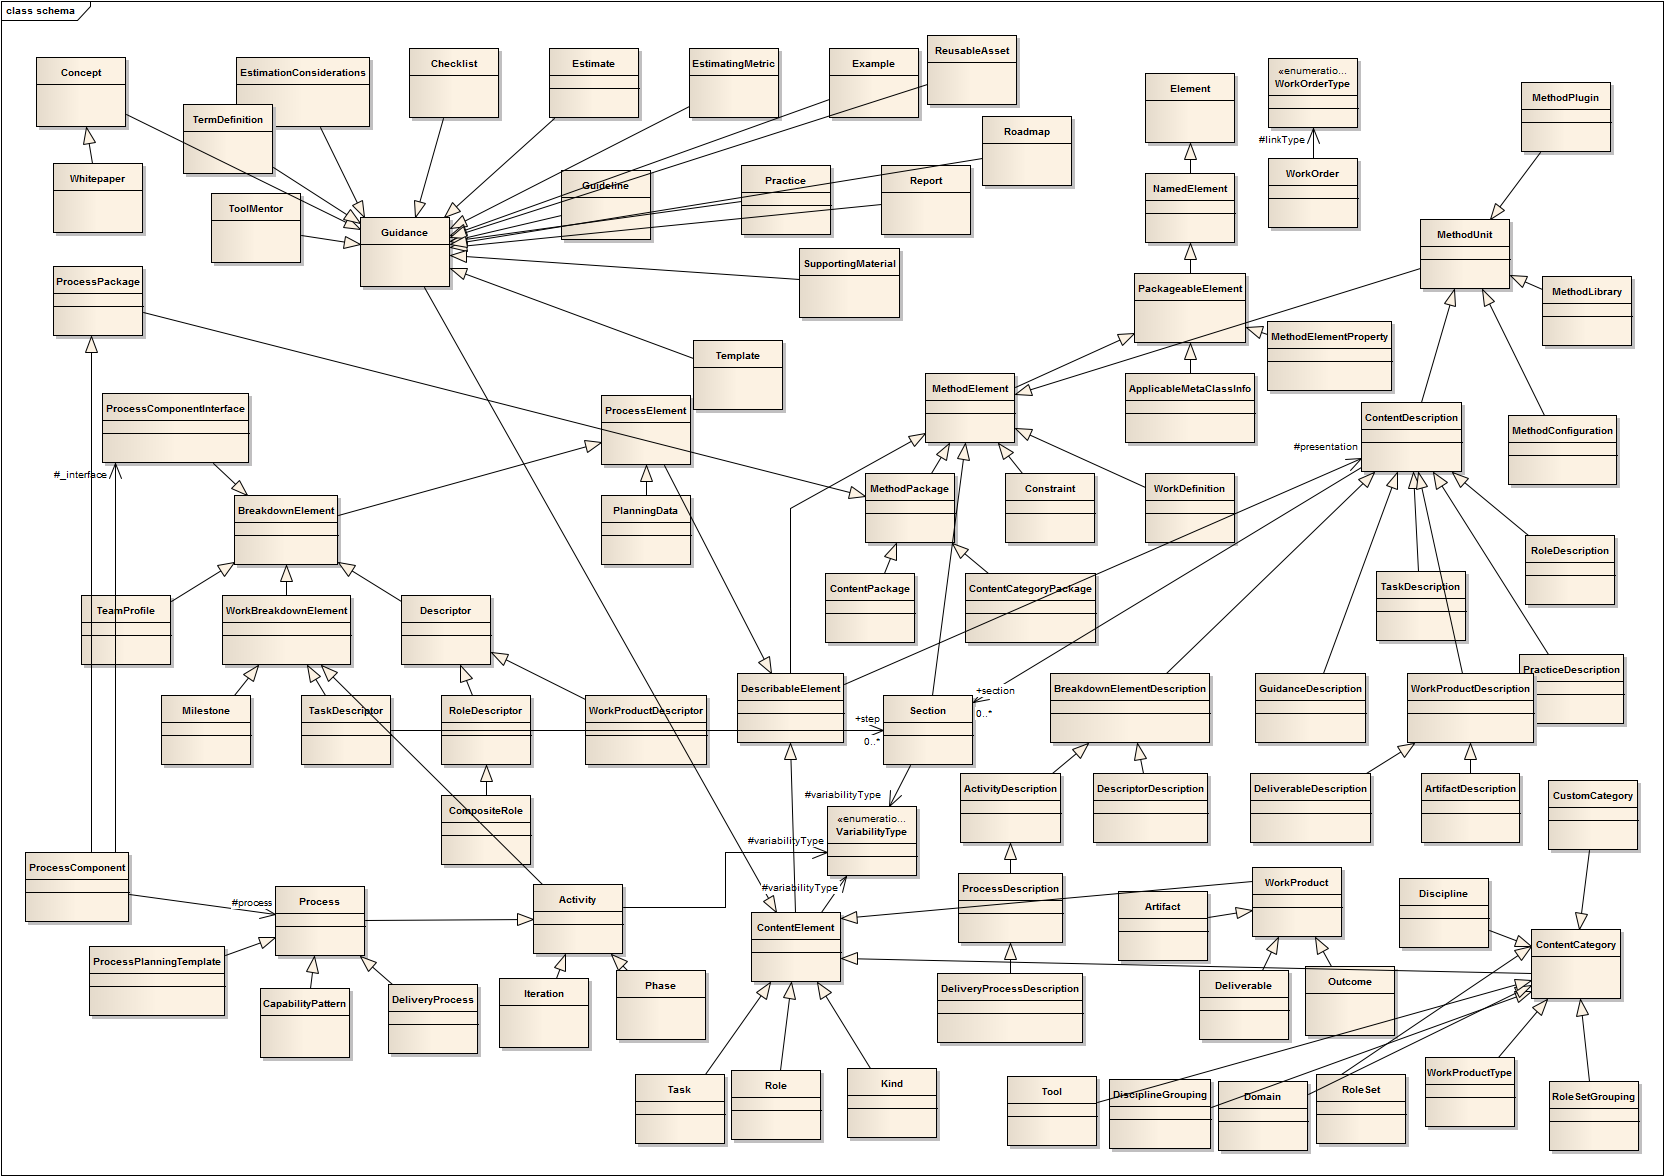 class schema
Concept
EstimationConsiderations
Checklist
Estimate
EstimatingMetric
Example
ReusableAsset
Element
«enumeratio...
WorkOrderType
MethodPlugin
TermDefinition
Roadmap
#linkType
Whitepaper
Guideline
Practice
Report
NamedElement
WorkOrder
ToolMentor
Guidance
MethodUnit
SupportingMaterial
ProcessPackage
PackageableElement
MethodLibrary
MethodElementProperty
Template
ProcessComponentInterface
ProcessElement
MethodElement
ApplicableMetaClassInfo
ContentDescription
MethodConfiguration
#presentation
#_interface
BreakdownElement
PlanningData
MethodPackage
Constraint
WorkDefinition
RoleDescription
TeamProfile
WorkBreakdownElement
Descriptor
ContentPackage
ContentCategoryPackage
TaskDescription
PracticeDescription
DescribableElement
+section
0..*
BreakdownElementDescription
GuidanceDescription
WorkProductDescription
Milestone
TaskDescriptor
RoleDescriptor
WorkProductDescriptor
+step
0..*
Section
ActivityDescription
DescriptorDescription
DeliverableDescription
ArtifactDescription
CustomCategory
#variabilityType
CompositeRole
«enumeratio...
VariabilityType
#variabilityType
ProcessComponent
#variabilityType
ProcessDescription
WorkProduct
Discipline
#process
Process
Activity
ContentElement
Artifact
ContentCategory
ProcessPlanningTemplate
CapabilityPattern
DeliveryProcess
Iteration
Phase
DeliveryProcessDescription
Deliverable
Outcome
Task
Role
Kind
Tool
DisciplineGrouping
Domain
RoleSet
WorkProductType
RoleSetGrouping